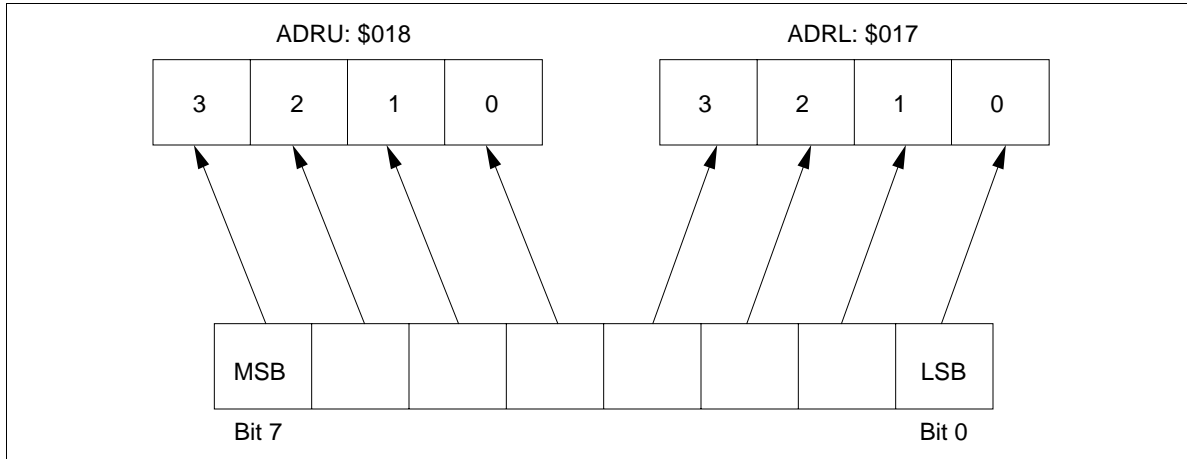 ADRU: $018 ADRL: $017
3 2 1 0 3 2 1 0
MSB LSB
Bit 7 Bit 0